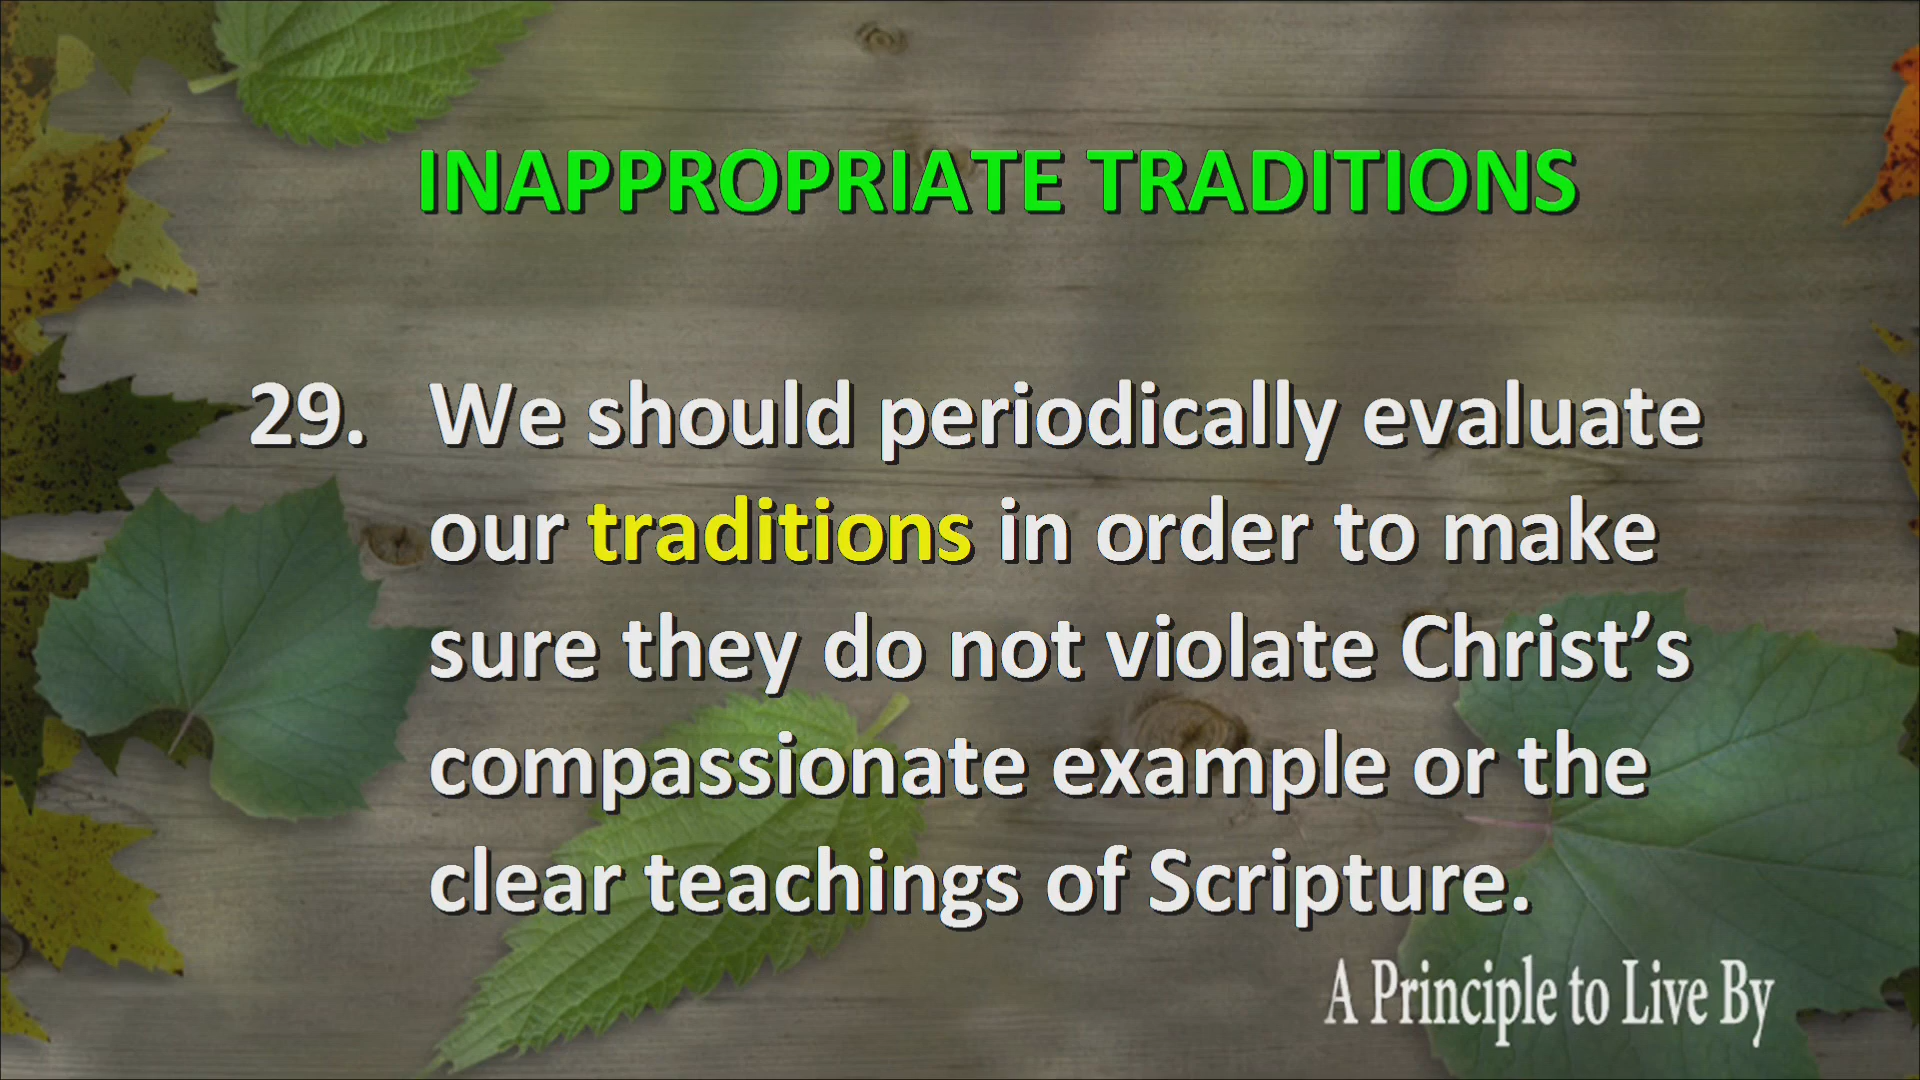 INAPPROPRIATE TRADITIONS
29. We should periodically evaluate
our traditions in order to make
sure they do not violate Christ’s
compassionate example or the
clear teachings of Scripture.
A Principle to Live By